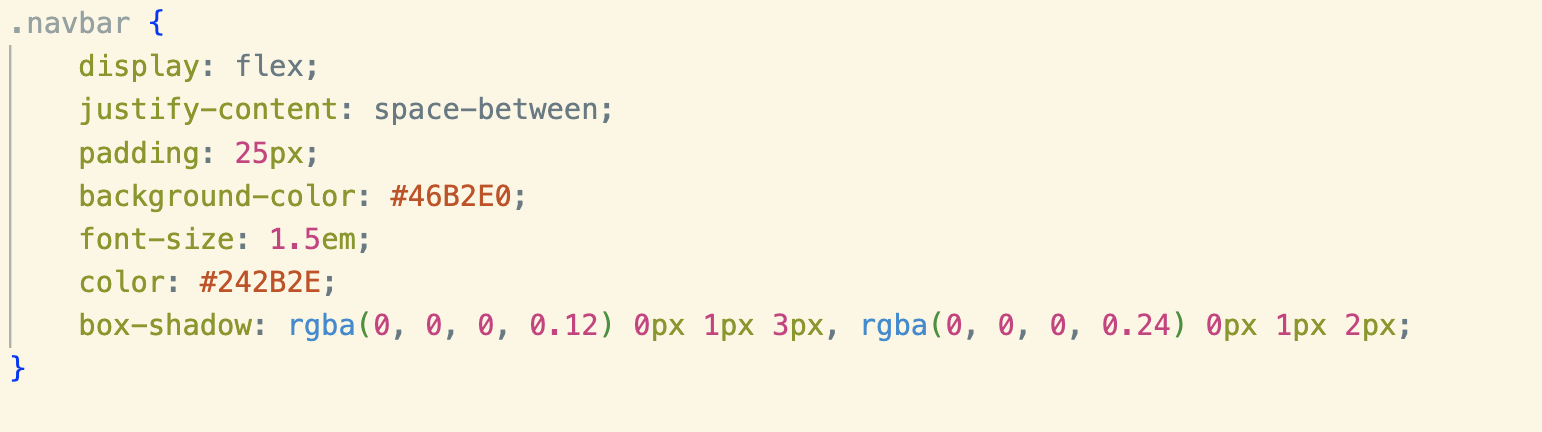 .navbar {
    display: flex;
    justify-content: space-between;
    padding: 25px;
    background-color: #46B2E0;
    font-size: 1.5em;
    color: #242B2E;
    box-shadow: rgba(0, 0, 0, 0.12) 0px 1px 3px, rgba(0, 0, 0, 0.24) 0px 1px 2px;
}